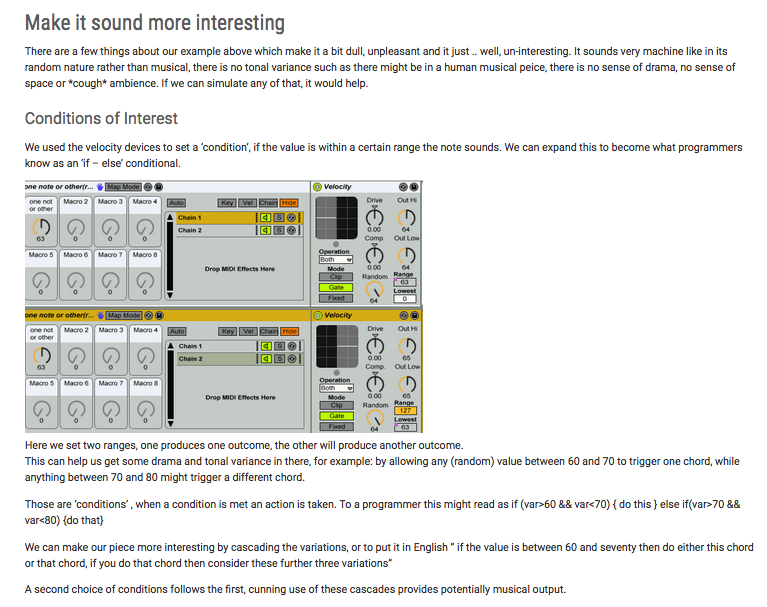 Make it sound more interesting
There are a few things about our example above which make it a bit dull, unpleasant and it just .. well, un-interesting. It sounds very machine like in its
random nature rather than musical, there is no tonal variance such as there might be in a human musical peice, there is no sense of drama, no sense of
space or *cough* ambience. If we can simulate any of that, it would help.
Conditions of Interest
We used the velocity devices to set a 'condition', if the value is within a certain range the note sounds. We can expand this to become what programmers
know as an 'if – else' conditional.
one note or other(r... Map Mode
one not or other Macro 2 Macro 3 Macro 4
63 0 0 0
Macro 5 Macro 6 Macro 7 Macro 8
0 0 0 0
Auto Key Vel Chain Hide
Chain 1 S
Chain 2 S
Drop MIDI Effects Here
Velocity
Drive Out Hi
0.00 64
Comp. Out Low
Operation
Both
0.00 64
Mode
Random Range
Clip
63
Gate
Lowest
Fixed
64 0
one note or other(r... Map Mode
one not or other Macro 2 Macro 3 Macro 4
63 0 0 0
Macro 5 Macro 6 Macro 7 Macro 8
0 0 0 0
Auto Key Vel Chain Hide
Chain 1 S
Chain 2 S
Drop MIDI Effects Here
Velocity
Drive Out Hi
0.00 65
Comp. Out Low
Operation
Both
0.00 65
Mode
Random Range
Clip
127
Gate
Lowest
Fixed
64 63
Here we set two ranges, one produces one outcome, the other will produce another outcome.
This can help us get some drama and tonal variance in there, for example: by allowing any (random) value between 60 and 70 to trigger one chord, while
anything between 70 and 80 might trigger a different chord.
Those are 'conditions' , when a condition is met an action is taken. To a programmer this might read as if (var>60 && var<70) { do this } else if(var>70 &&
var<80) {do that}
We can make our piece more interesting by cascading the variations, or to put it in English " if the value is between 60 and seventy then do either this chord
or that chord, if you do that chord then consider these further three variations"
A second choice of conditions follows the first, cunning use of these cascades provides potentially musical output.